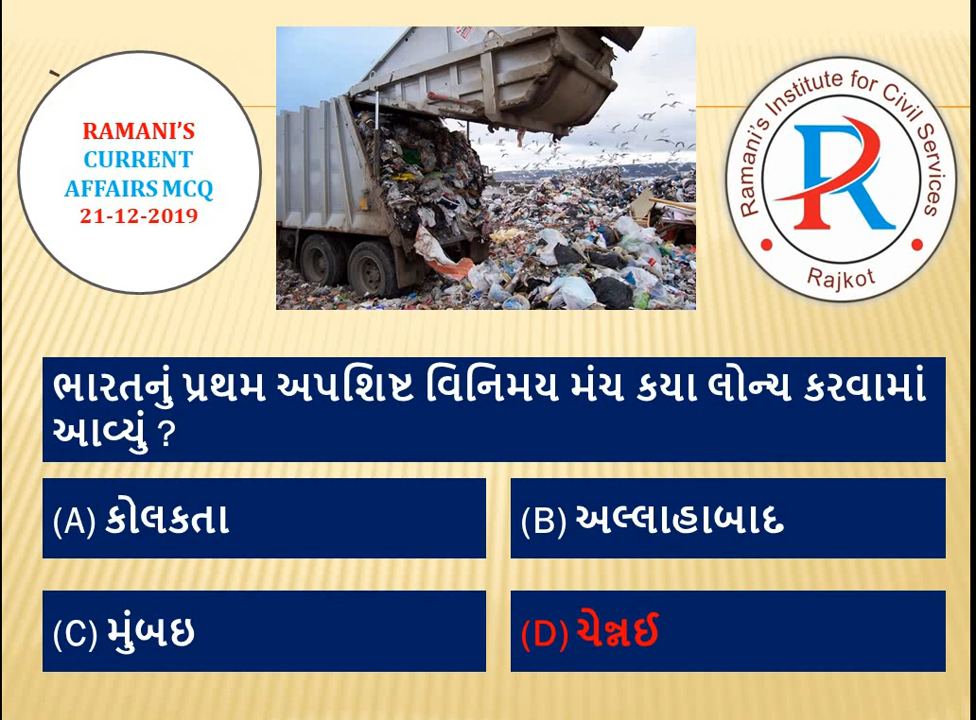 RAMANI'S
CURRENT
AFFAIRS MCQ
21-12-2019
Ramani's Institute for Civil Services
R
Rajkot
ભારતનું પ્રથમ અપશિષ્ટ વિનિમય મંચ કયા લોન્ચ કરવામાં
આવ્યું ?
(A) કોલકતા
(B) અલ્લાહાબાદ
(C) મુંબઇ
(D) ચેન્નઈ